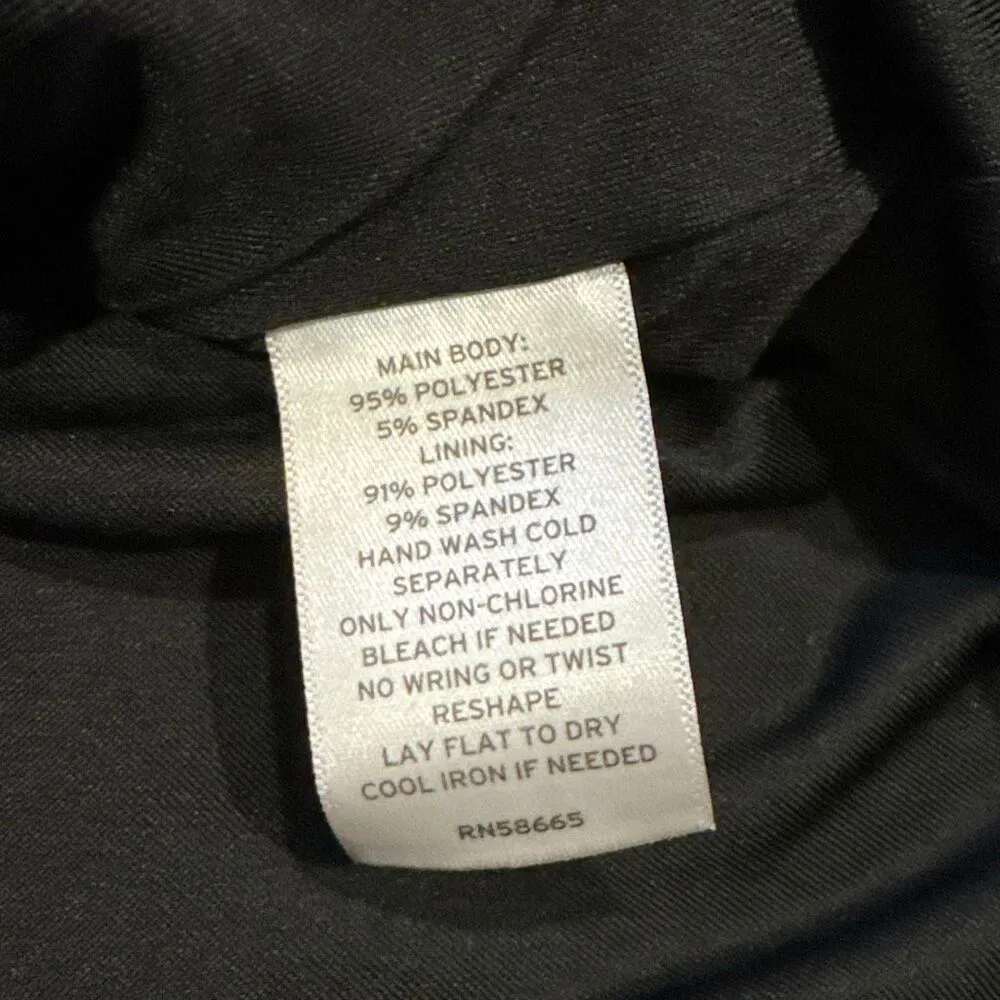 MAIN BODY:
95% POLYESTER
5% SPANDEX
LINING:
91% POLYESTER
9% SPANDEX
HAND WASH COLD
SEPARATELY
ONLY NON-CHLORINE
BLEACH IF NEEDED
NO WRING OR TWIST
RESHAPE
LAY FLAT TO DRY
COOL IRON IF NEEDED
RN58665